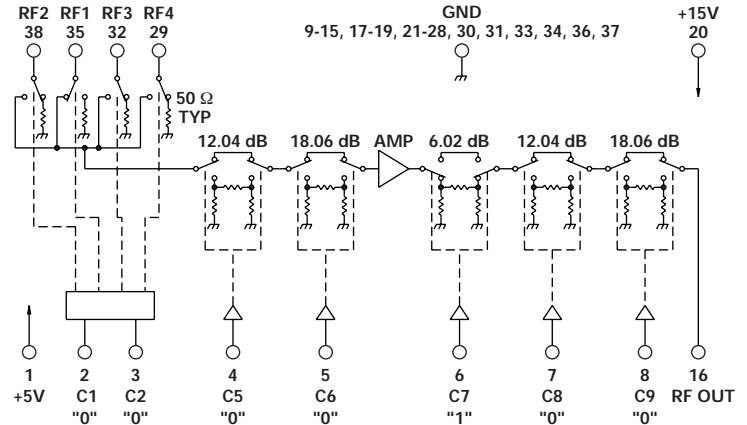 RF2 RF1 RF3 RF4 GND +15V
38 35 32 29 9-15, 17-19, 21-28, 30, 31, 33, 34, 36, 37 20
50 Ω
TYP
12.04 dB 18.06 dB AMP 6.02 dB 12.04 dB 18.06 dB
1 2 3 4 5 6 7 8 16
+5V C1 C2 C5 C6 C7 C8 C9 RF OUT
"0" "0" "0" "0" "1" "0" "0"